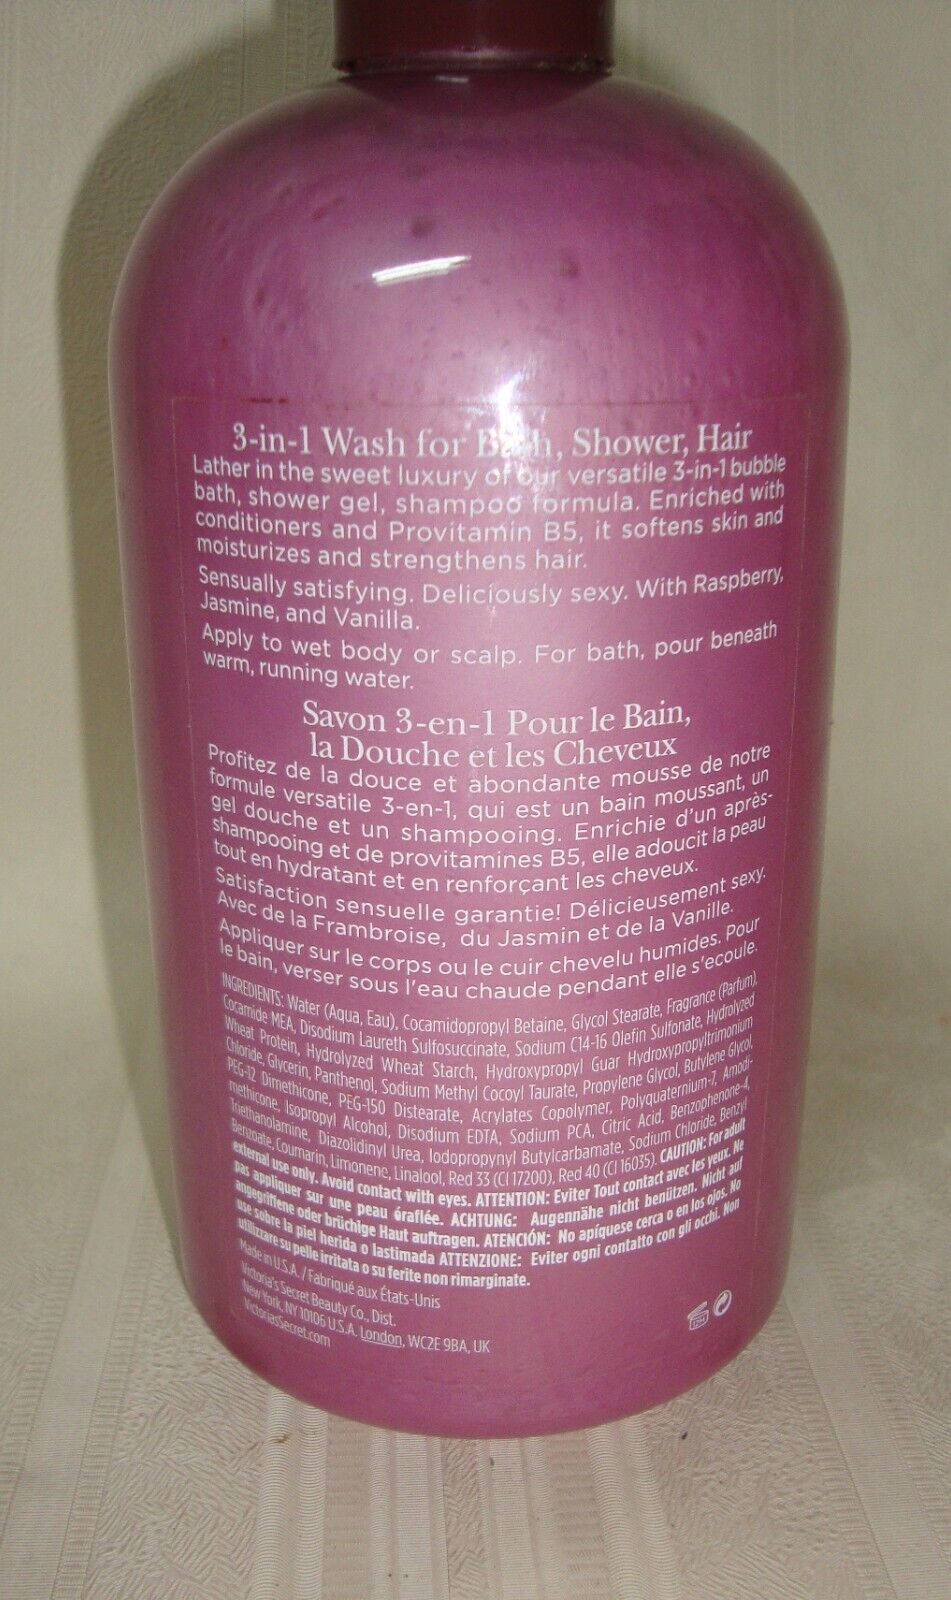 3-in-1 Wash for Bath, Shower, Hair
Lather in the sweet luxury of our versatile 3-in-1 bubble
bath, shower gel, shampoo formula. Enriched with
conditioners and Provitamin B5, it softens skin and
moisturizes and strengthens hair.
Sensually satisfying. Deliciously sexy. With Raspberry,
Jasmine, and Vanilla.
Apply to wet body or scalp. For bath, pour beneath
warm, running water.
Savon 3-en-1 Pour le Bain,
la Douche et les Cheveux
Profitez de la douce et abondante mousse de notre
formule versatile 3-en-1, qui est un bain moussant, un
gel douche et un shampooing. Enrichie d'un après-
shampooing et de provitamines B5, elle adoucit la peau
tout en hydratant et en renforçant les cheveux.
Satisfaction sensuelle garantie! Délicieusement sexy.
Avec de la Framboise, du Jasmin et de la Vanille.
Appliquer sur le corps ou le cuir chevelu humides. Pour
le bain, verser sous l'eau chaude pendant elle s'ecoule.
INGREDIENTS: Water (Aqua, Eau), Cocamidopropyl Betaine, Glycol Stearate, Fragrance (Parfum),
Cocamide MEA, Disodium Laureth Sulfosuccinate, Sodium C14-16 Olefin Sulfonate, Hydrolyzed
Wheat Protein, Hydrolyzed Wheat Starch, Hydroxypropyl Guar Hydroxypropyltrimonium
Chloride, Glycerin, Panthenol, Sodium Methyl Cocoyl Taurate, Propylene Glycol, Butylene Glycol,
PEG-12 Dimethicone, PEG-150 Distearate, Acrylates Copolymer, Polyquaternium-7, Amodi-
methicone, Isopropyl Alcohol, Disodium EDTA, Sodium PCA, Citric Acid, Benzophenone-4,
Triethanolamine, Diazolidinyl Urea, Iodopropynyl Butylcarbamate, Sodium Chloride, Benzyl
Benzoate, Coumarin, Limonene, Linalool, Red 33 (CI 17200), Red 40 (CI 16035). CAUTION: For adult
external use only. Avoid contact with eyes. ATTENTION: Eviter Tout contact avec les yeux. Ne
pas appliquer sur une peau éraflée. ACHTUNG: Augennähe nicht benützen. Nicht auf
angegriffene oder brüchige Haut auftragen. ATENCIÓN: No apíquese cerca o en los ojos. No
use sobre la piel herida o lastimada ATTENZIONE: Eviter ogni contatto con gli occhi. Non
utilizzare su pelle irritata o su ferite non rimarginate.
Made in U.S.A. / Fabriqué aux États-Unis
Victoria's Secret Beauty Co., Dist.
New York, NY 10106 U.S.A. London, WC2E 9BA, UK
VictoriasSecret.com